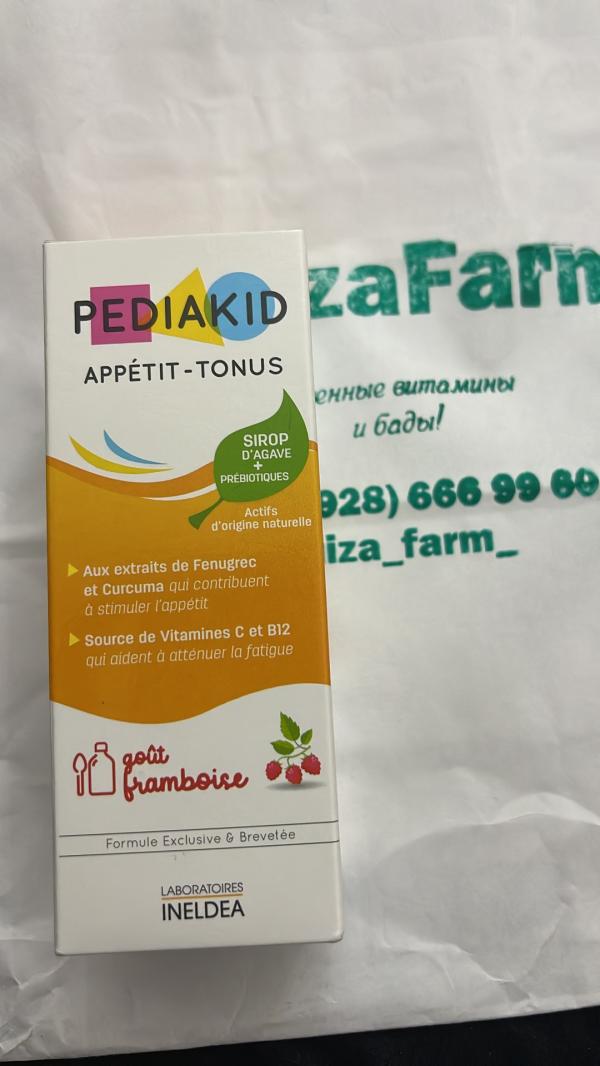 PEDIAKID
APPÉTIT-TONUS
SIROP
D'AGAVE
+
PRÉBIOTIQUES
Actifs
d'origine naturelle
Aux extraits de Fenugrec
et Curcuma qui contribuent
à stimuler l'appétit
Source de Vitamines C et B12
qui aident à atténuer la fatigue
goût
framboise
Formule Exclusive & Brevetée
LABORATOIRES
INELDEA
zaFarm
витамины
и бады!
928) 666 99 60
iza_farm_